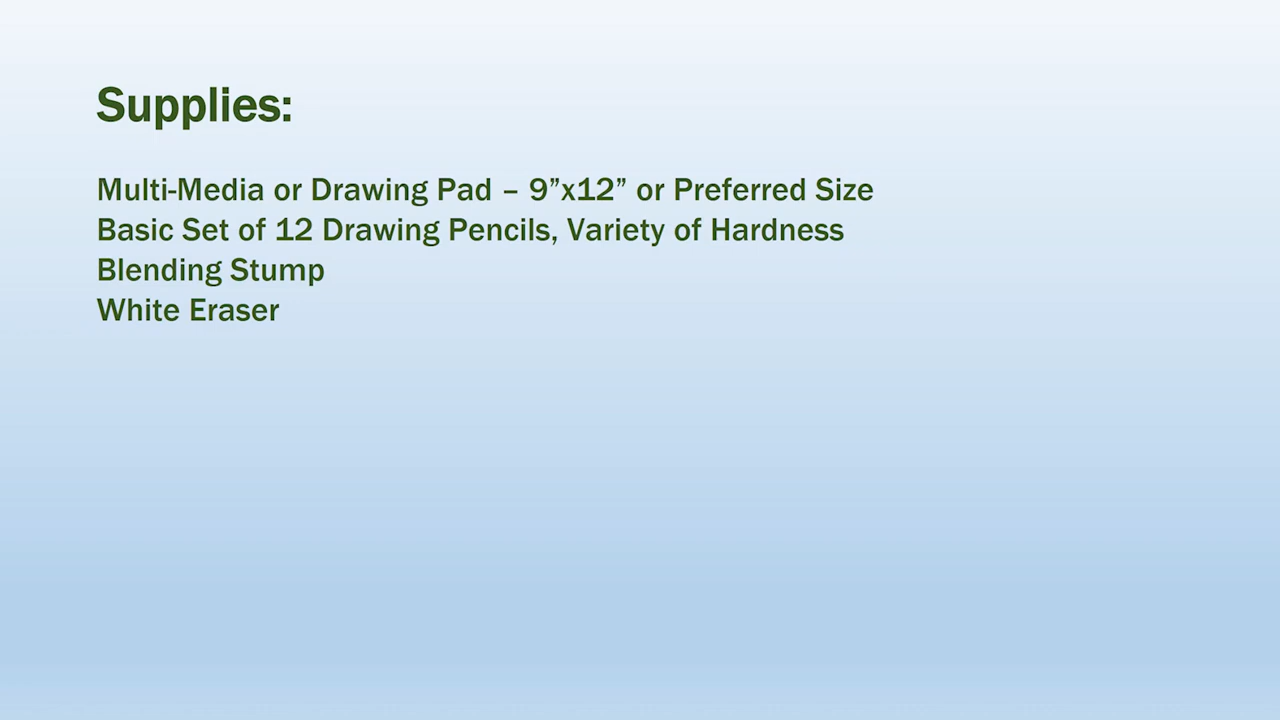 Supplies:
Multi-Media or Drawing Pad – 9”x12” or Preferred Size
Basic Set of 12 Drawing Pencils, Variety of Hardness
Blending Stump
White Eraser